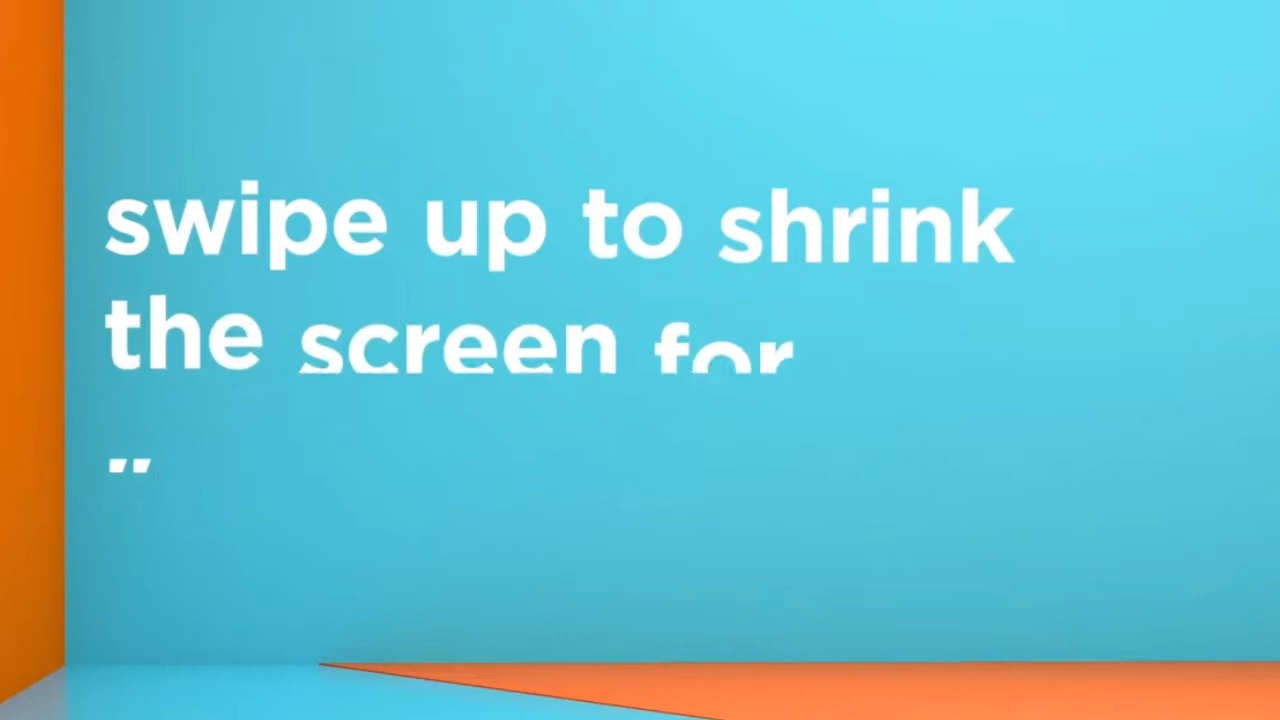 swipe up to shrink
the screen for
"